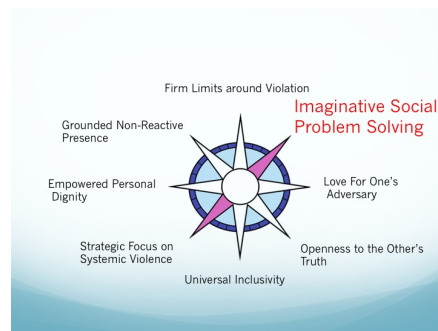 Firm Limits around Violation
Imaginative Social
Problem Solving
Grounded Non-Reactive
Presence
Empowered Personal
Dignity
Love For One's
Adversary
Strategic Focus on
Systemic Violence
Openness to the Other's
Truth
Universal Inclusivity